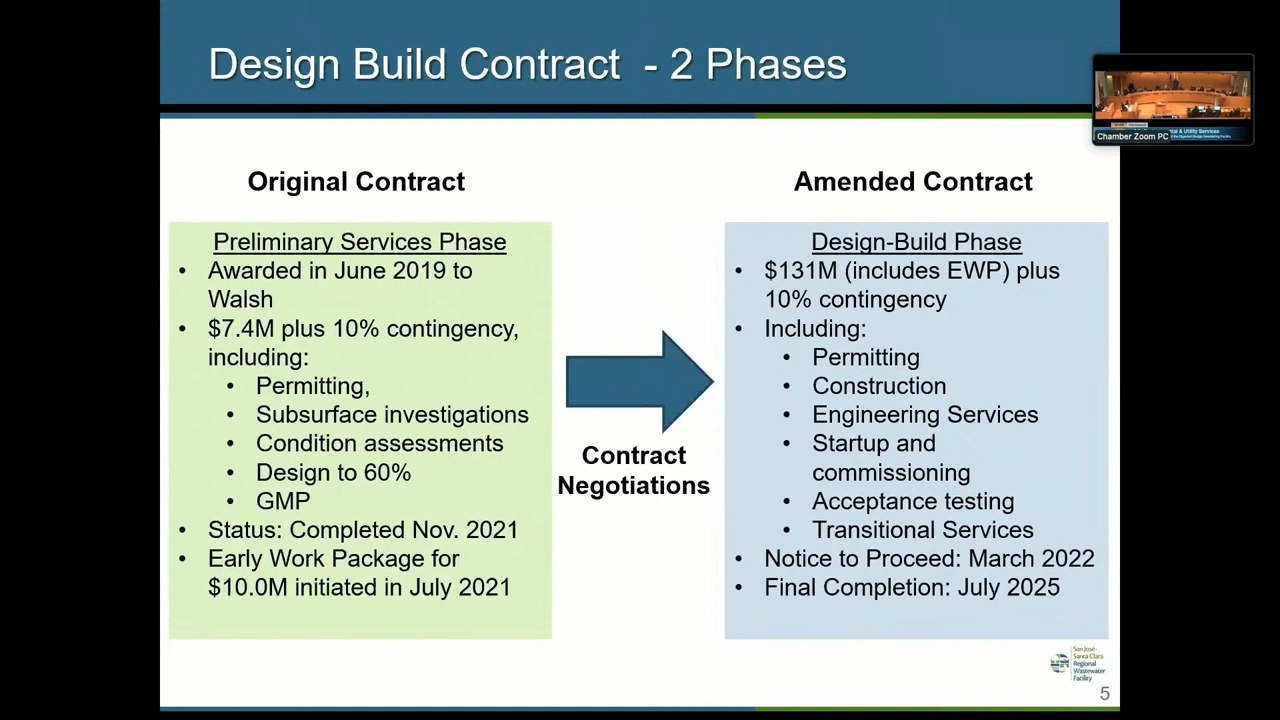 Design Build Contract - 2 Phases
Chamber Zoom PC
Original Contract
Preliminary Services Phase
• Awarded in June 2019 to
Walsh
• $7.4M plus 10% contingency,
including:
• Permitting,
• Subsurface investigations
• Condition assessments
• Design to 60%
• GMP
• Status: Completed Nov. 2021
• Early Work Package for
$10.0M initiated in July 2021
Contract
Negotiations
Amended Contract
Design-Build Phase
• $131M (includes EWP) plus
10% contingency
• Including:
• Permitting
• Construction
• Engineering Services
• Startup and
commissioning
• Acceptance testing
• Transitional Services
• Notice to Proceed: March 2022
• Final Completion: July 2025
San José-
Santa Clara
Regional
Wastewater
Facility
5